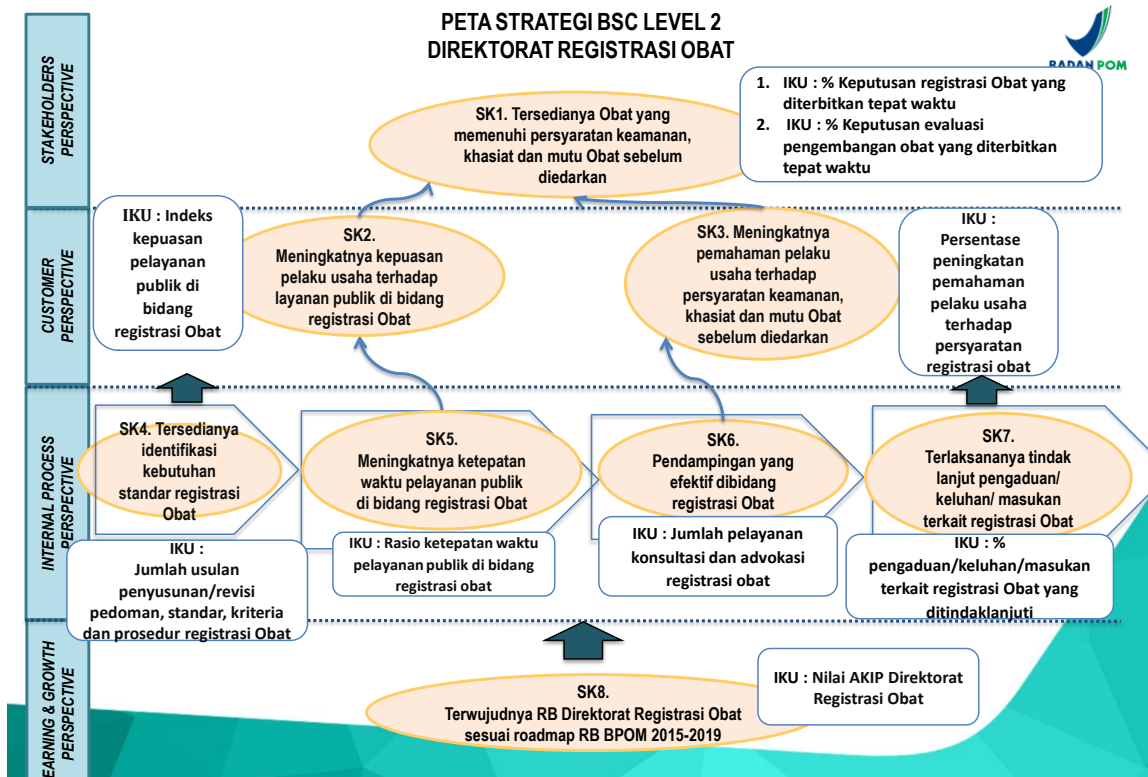 PETA STRATEGI BSC LEVEL 2
DIREKTORAT REGISTRASI OBAT
BADAN POM
STAKEHOLDERS
PERSPECTIVE
SK1. Tersedianya Obat yang
memenuhi persyaratan keamanan,
khasiat dan mutu Obat sebelum
diedarkan
1. IKU : % Keputusan registrasi Obat yang
diterbitkan tepat waktu
2. IKU : % Keputusan evaluasi
pengembangan obat yang diterbitkan
tepat waktu
CUSTOMER
PERSPECTIVE
IKU : Indeks
kepuasan
pelayanan
publik di
bidang
registrasi Obat
SK2.
Meningkatnya kepuasan
pelaku usaha terhadap
layanan publik di bidang
registrasi Obat
SK3. Meningkatnya
pemahaman pelaku
usaha terhadap
persyaratan keamanan,
khasiat dan mutu Obat
sebelum diedarkan
IKU :
Persentase
peningkatan
pemahaman
pelaku usaha
terhadap
persyaratan
registrasi obat
INTERNAL PROCESS
PERSPECTIVE
SK4. Tersedianya
identifikasi
kebutuhan
standar registrasi
Obat
IKU :
Jumlah usulan
penyusunan/revisi
pedoman, standar, kriteria
dan prosedur registrasi Obat
SK5.
Meningkatnya ketepatan
waktu pelayanan publik
di bidang registrasi Obat
IKU : Rasio ketepatan waktu
pelayanan publik di bidang
registrasi obat
SK6.
Pendampingan yang
efektif dibidang
registrasi Obat
IKU : Jumlah pelayanan
konsultasi dan advokasi
registrasi obat
SK7.
Terlaksananya tindak
lanjut pengaduan/
keluhan/ masukan
terkait registrasi Obat
IKU : %
pengaduan/keluhan/masukan
terkait registrasi Obat yang
ditindaklanjuti
EARNING & GROWTH
PERSPECTIVE
SK8.
Terwujudnya RB Direktorat Registrasi Obat
sesuai roadmap RB BPOM 2015-2019
IKU : Nilai AKIP Direktorat
Registrasi Obat